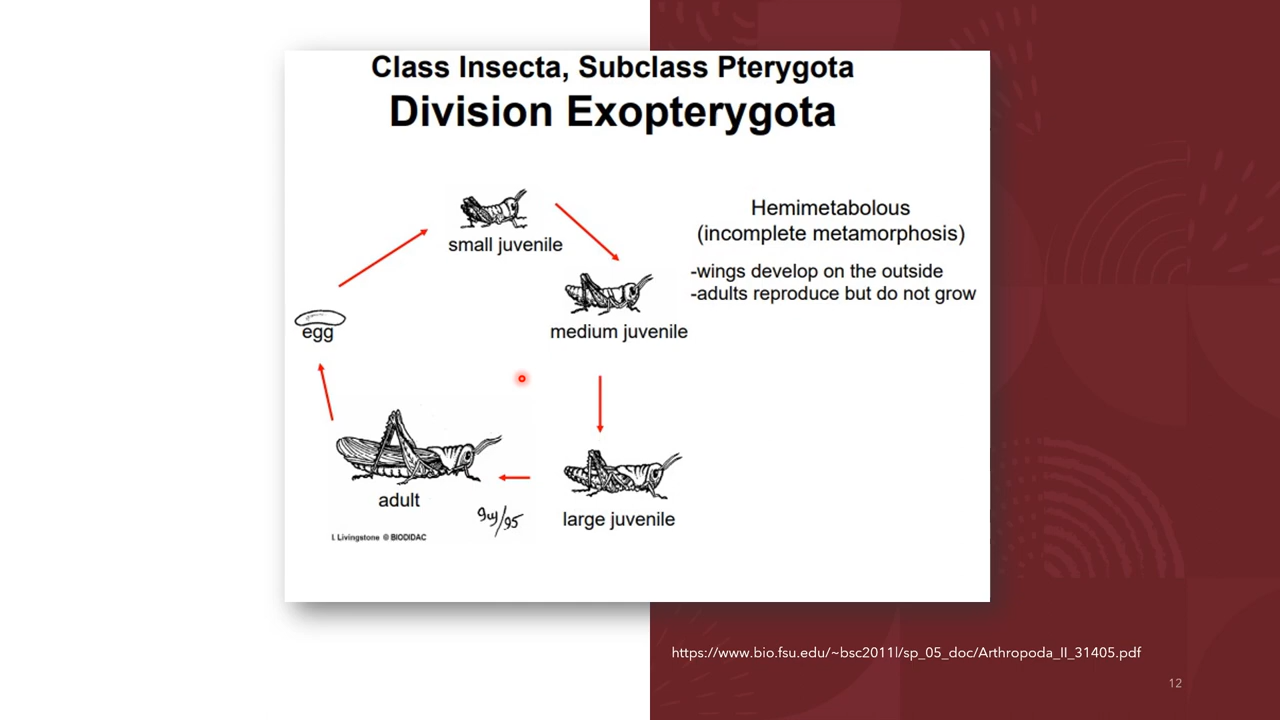 Class Insecta, Subclass Pterygota
Division Exopterygota
small juvenile
Hemimetabolous
(incomplete metamorphosis)
-wings develop on the outside
-adults reproduce but do not grow
medium juvenile
egg
adult
large juvenile
I. Livingstone © BIODIDAC
https://www.bio.fsu.edu/~bsc2011l/sp_05_doc/Arthropoda_II_31405.pdf
12